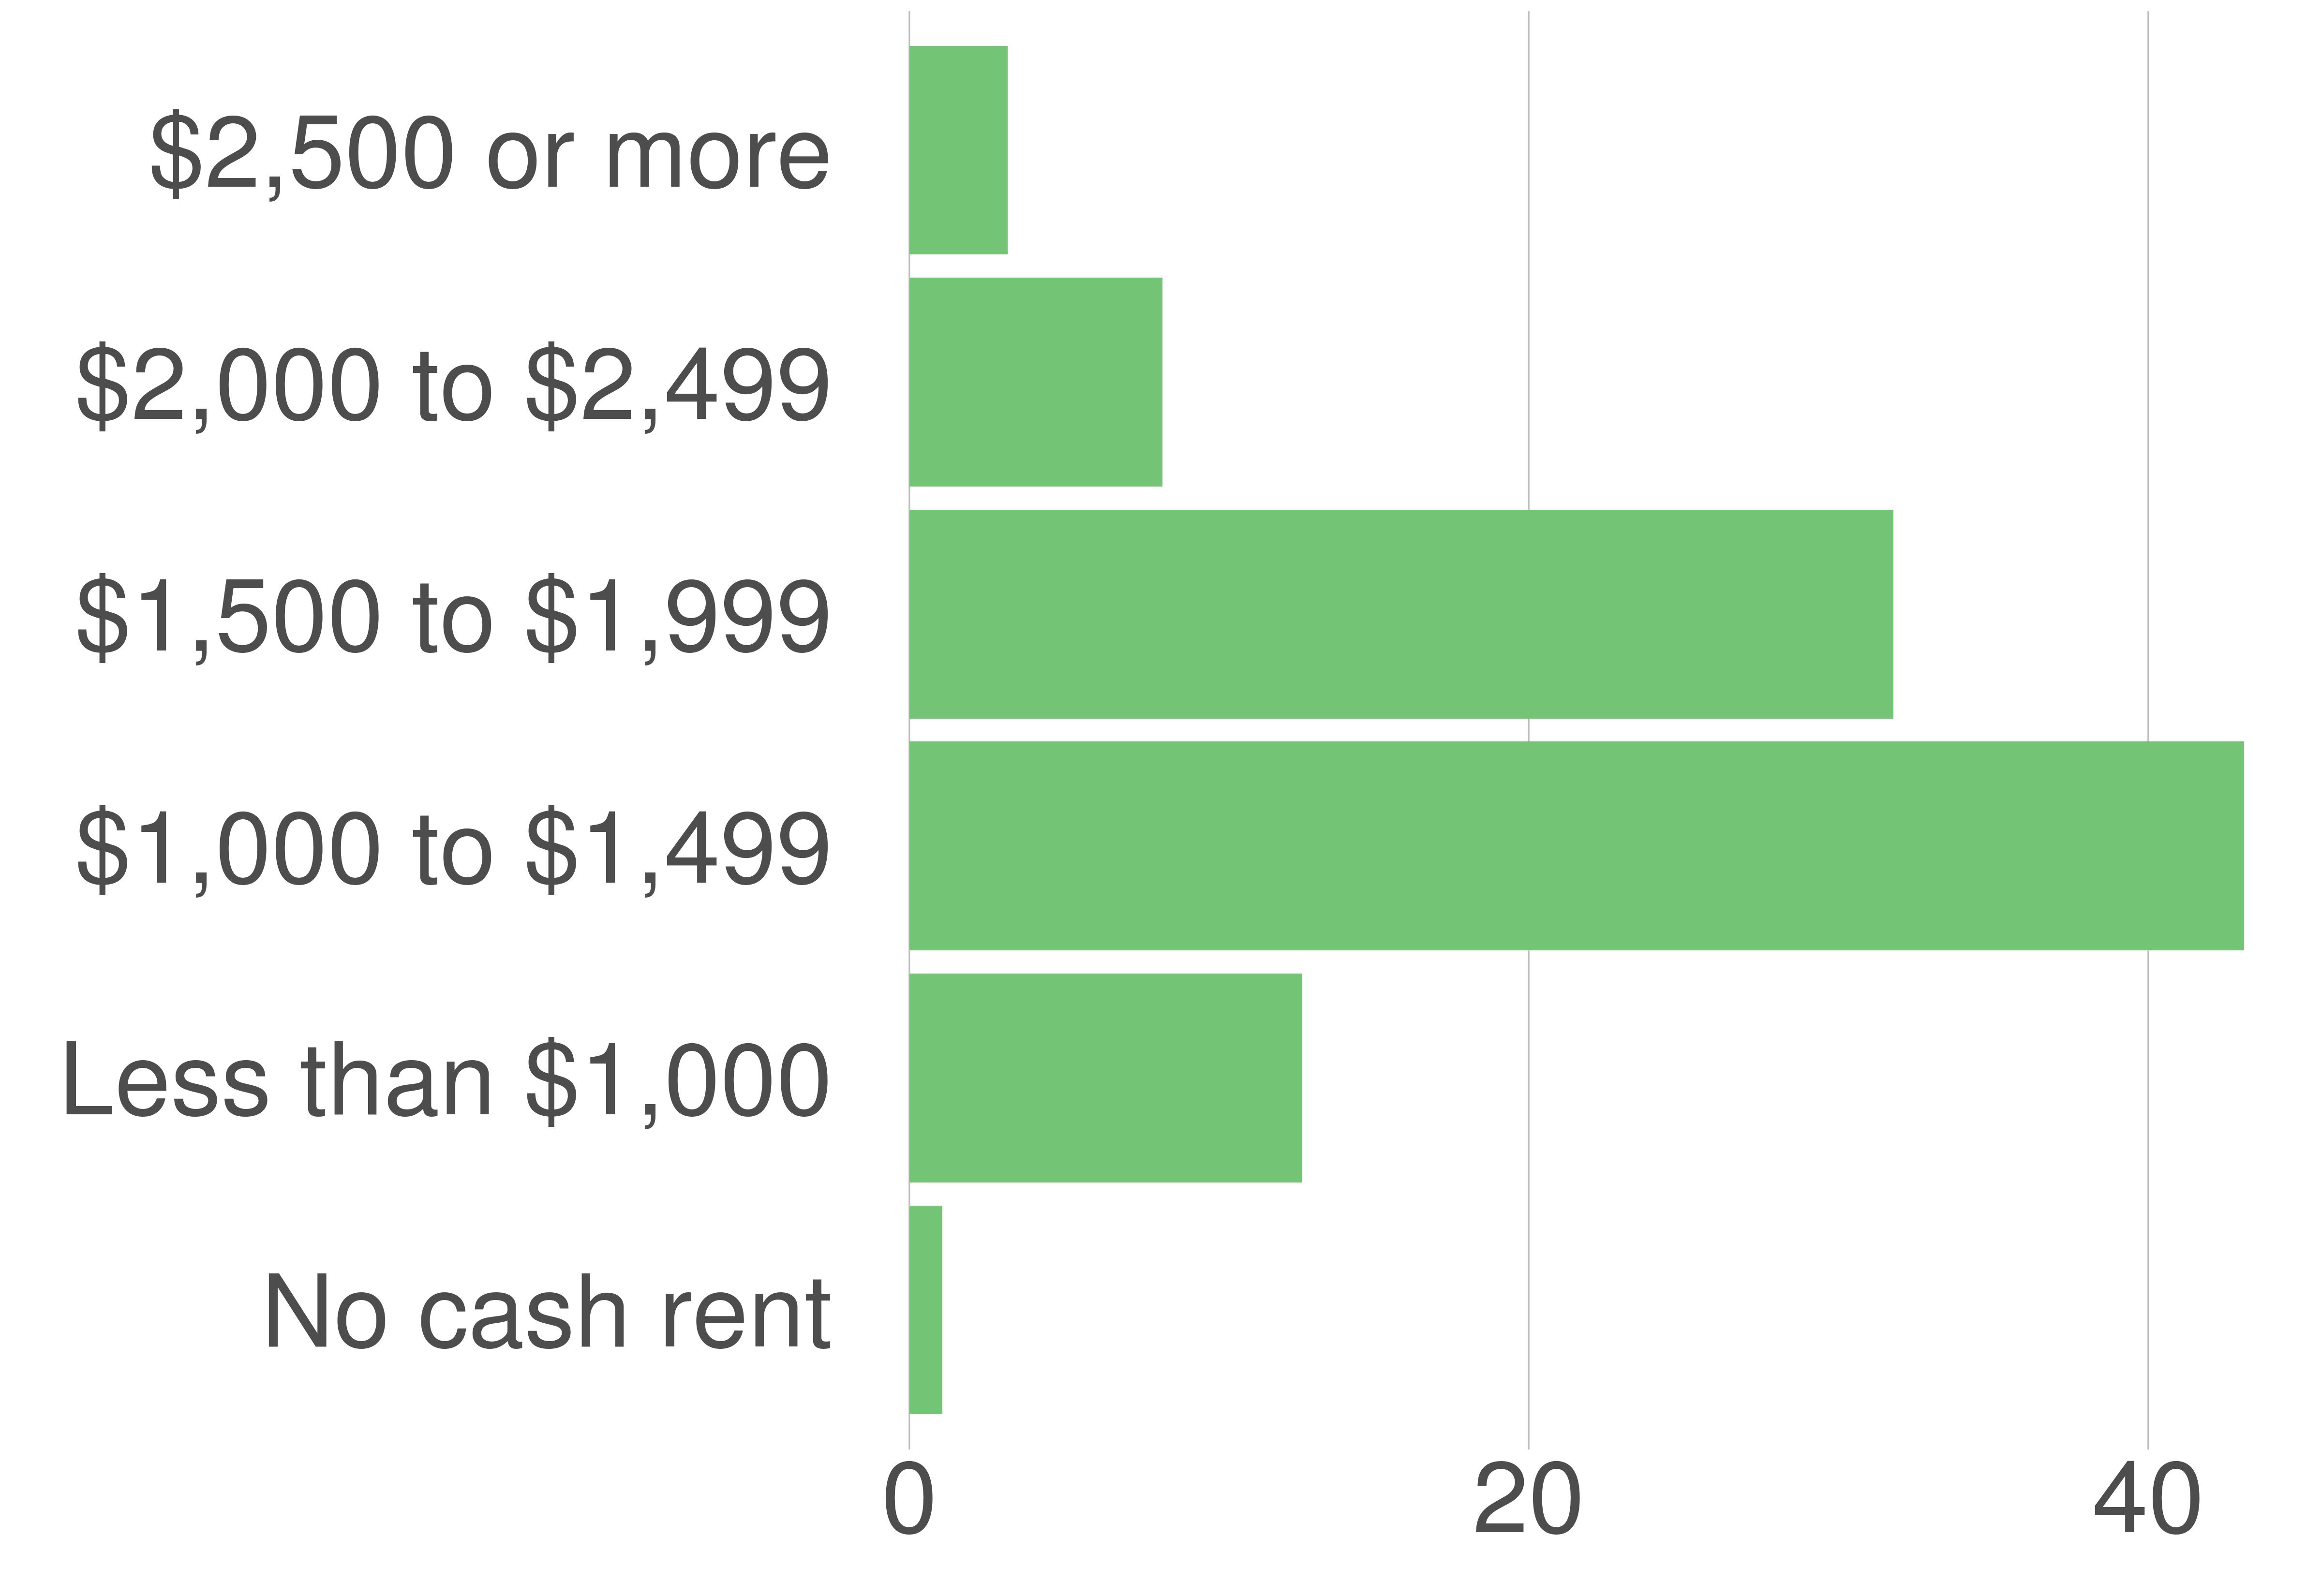 $2,500 or more
$2,000 to $2,499
$1,500 to $1,999
$1,000 to $1,499
Less than $1,000
No cash rent
0 20 40